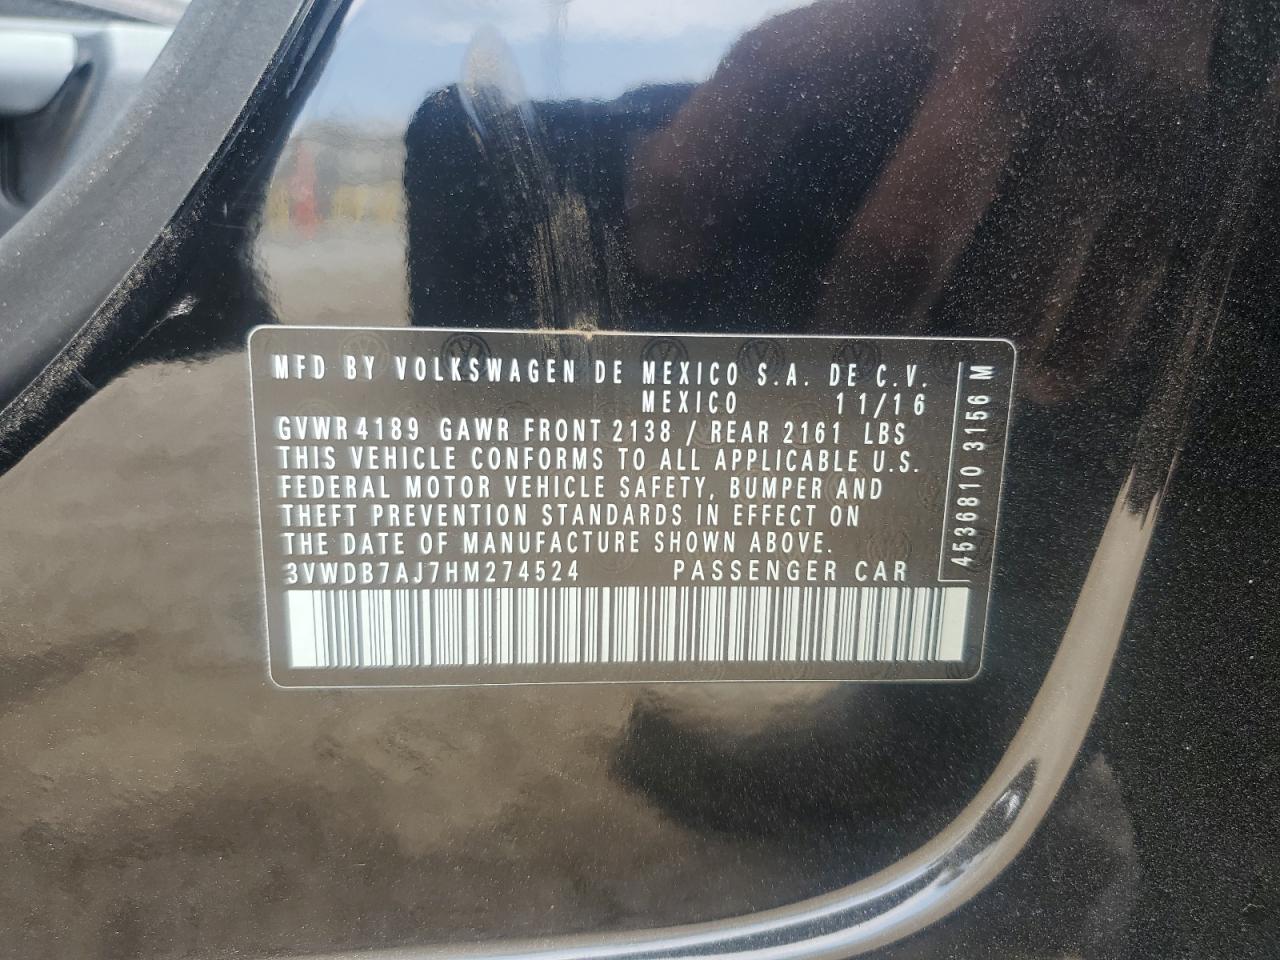 MFD BY VOLKSWAGEN DE MEXICO S.A. DE C.V.
MEXICO 11/16
GVWR 4189 GAWR FRONT 2138 / REAR 2161 LBS
THIS VEHICLE CONFORMS TO ALL APPLICABLE U.S.
FEDERAL MOTOR VEHICLE SAFETY, BUMPER AND
THEFT PREVENTION STANDARDS IN EFFECT ON
THE DATE OF MANUFACTURE SHOWN ABOVE.
3VWDB7AJ7HM274524 PASSENGER CAR
4536810 3156 M